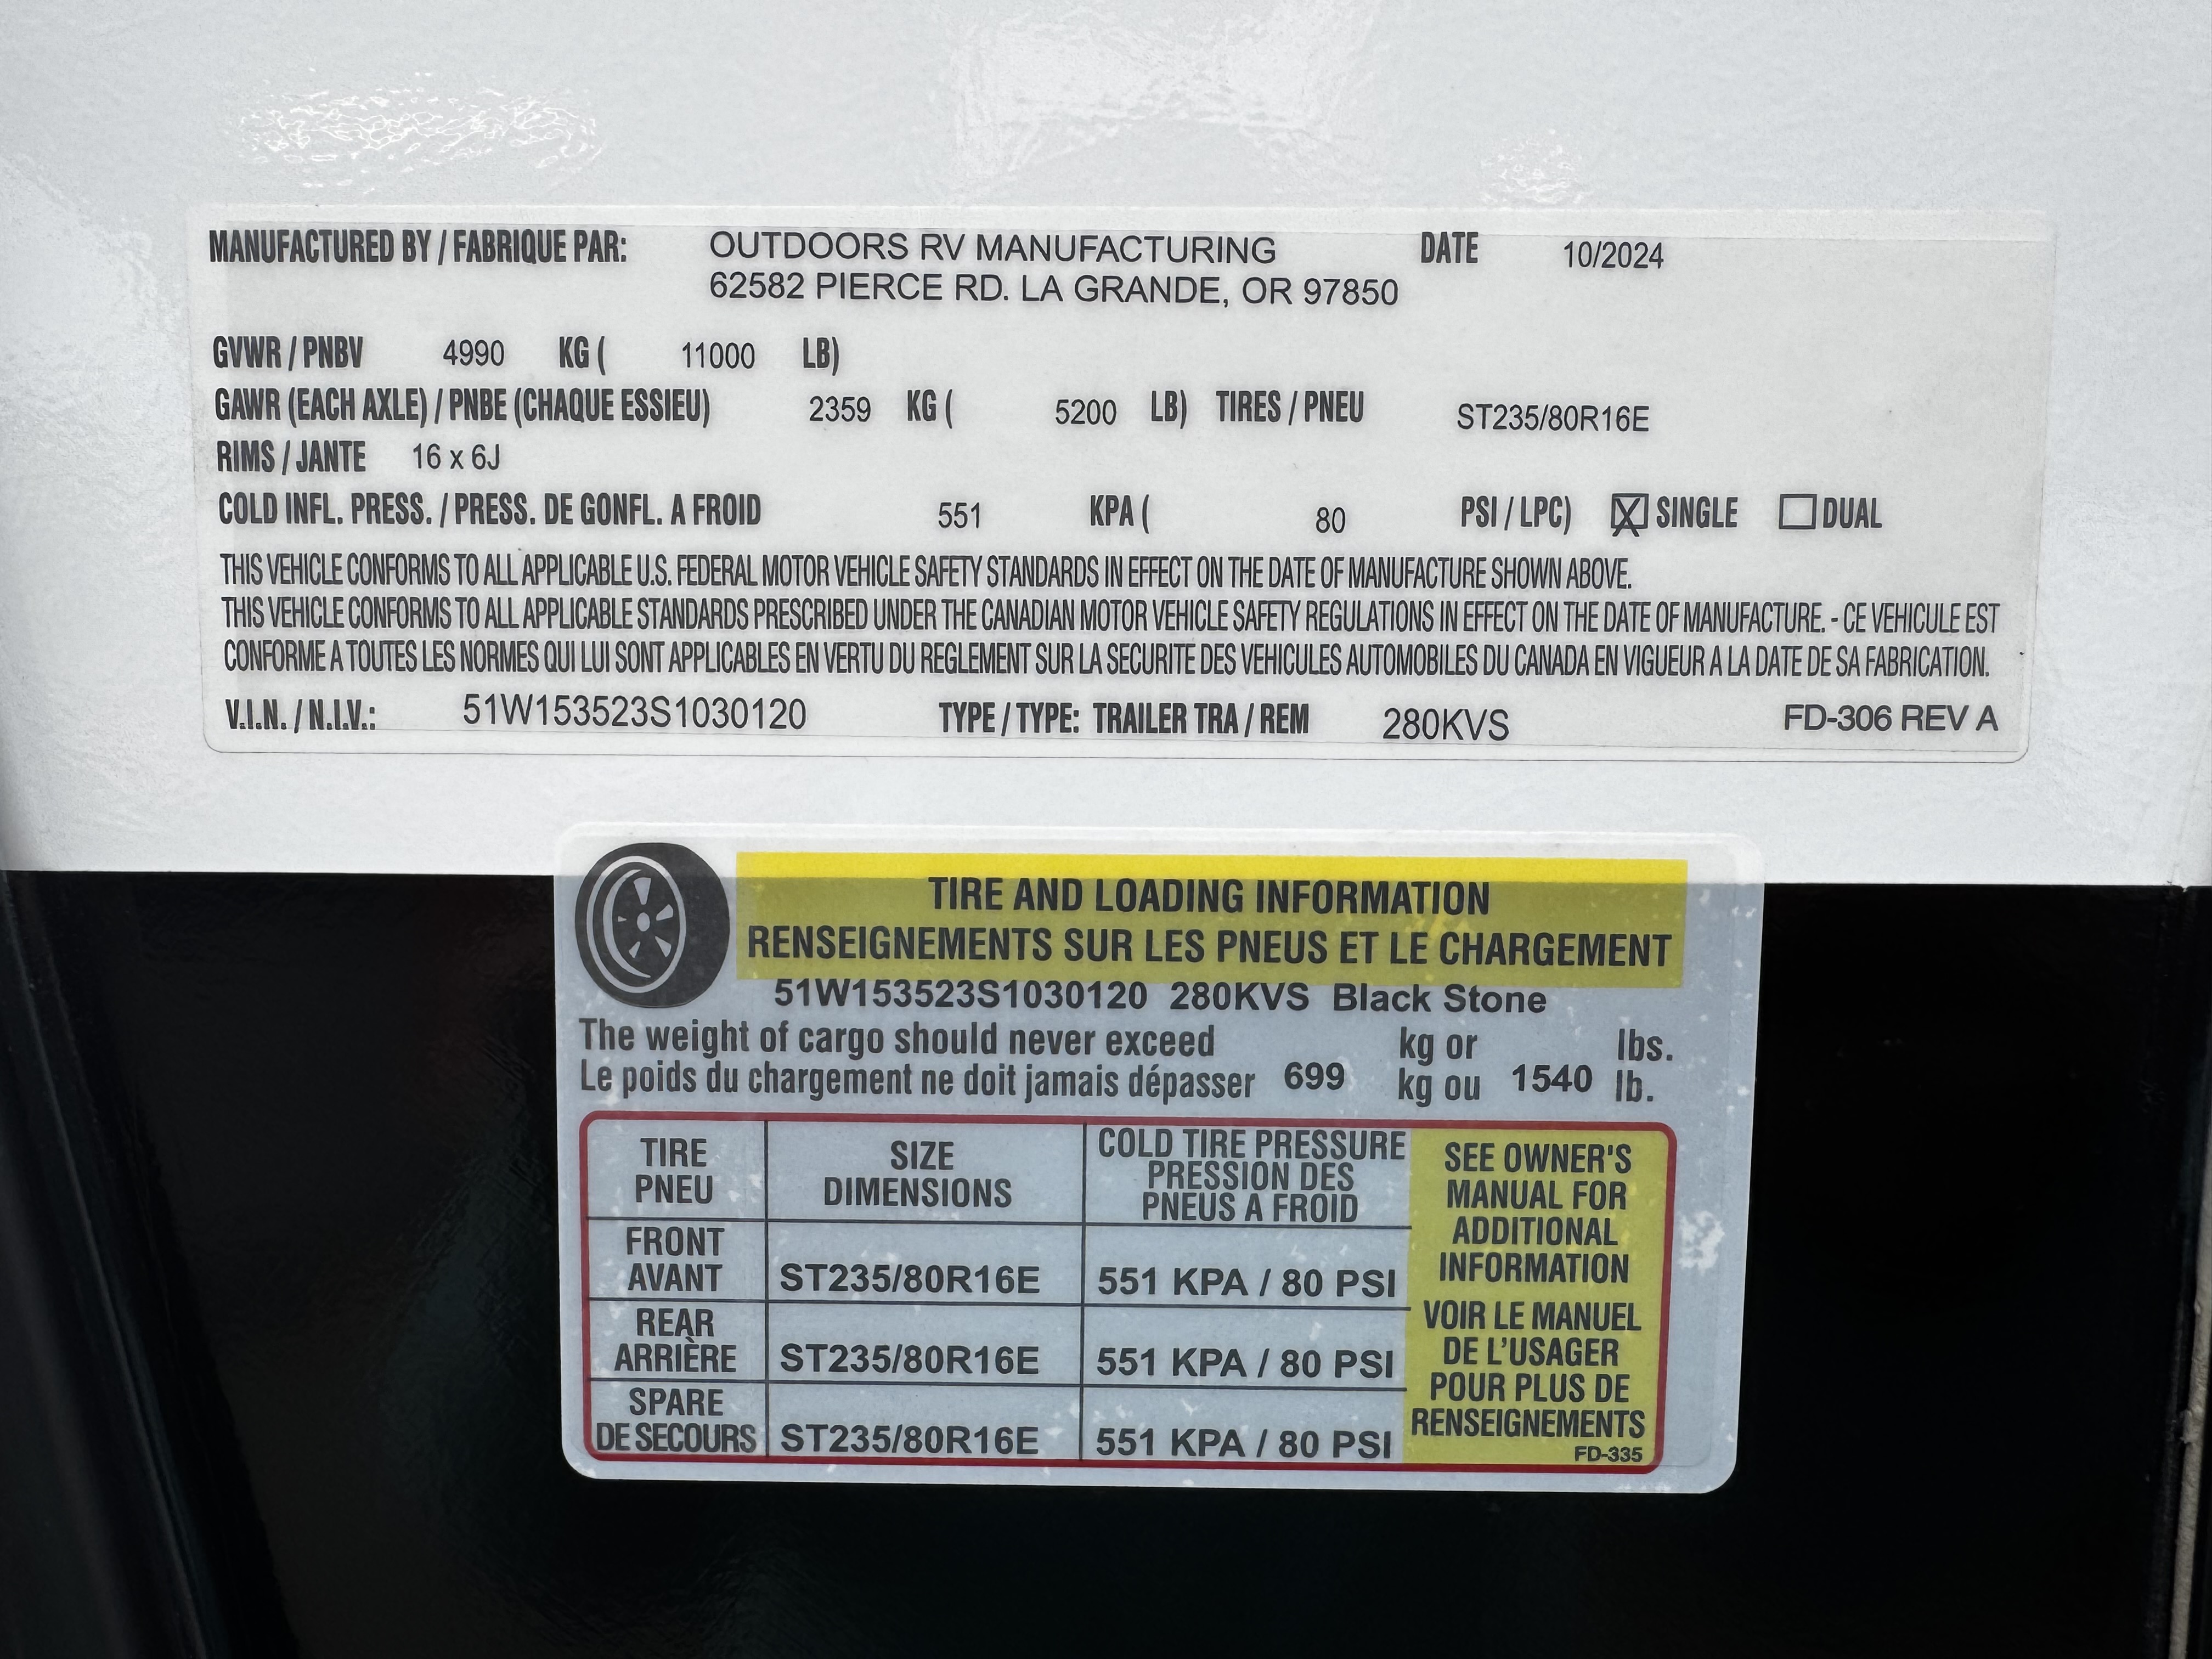 MANUFACTURED BY / FABRIQUE PAR: OUTDOORS RV MANUFACTURING DATE 10/2024
62582 PIERCE RD. LA GRANDE, OR 97850
GVWR / PNBV 4990 KG ( 11000 LB)
GAWR (EACH AXLE) / PNBE (CHAQUE ESSIEU) 2359 KG ( 5200 LB) TIRES / PNEU ST235/80R16E
RIMS / JANTE 16 x 6J
COLD INFL. PRESS. / PRESS. DE GONFL. A FROID 551 KPA ( 80 PSI / LPC) ☒ SINGLE ☐ DUAL
THIS VEHICLE CONFORMS TO ALL APPLICABLE U.S. FEDERAL MOTOR VEHICLE SAFETY STANDARDS IN EFFECT ON THE DATE OF MANUFACTURE SHOWN ABOVE.
THIS VEHICLE CONFORMS TO ALL APPLICABLE STANDARDS PRESCRIBED UNDER THE CANADIAN MOTOR VEHICLE SAFETY REGULATIONS IN EFFECT ON THE DATE OF MANUFACTURE. - CE VEHICULE EST
CONFORME A TOUTES LES NORMES QUI LUI SONT APPLICABLES EN VERTU DU REGLEMENT SUR LA SECURITE DES VEHICULES AUTOMOBILES DU CANADA EN VIGUEUR A LA DATE DE SA FABRICATION.
V.I.N. / N.I.V.: 51W153523S1030120 TYPE / TYPE: TRAILER TRA / REM 280KVS FD-306 REV A
TIRE AND LOADING INFORMATION
RENSEIGNEMENTS SUR LES PNEUS ET LE CHARGEMENT
51W153523S1030120 280KVS Black Stone
The weight of cargo should never exceed kg or lbs.
Le poids du chargement ne doit jamais dépasser 699 kg ou 1540 lb.
TIRE
PNEU
SIZE
DIMENSIONS
COLD TIRE PRESSURE
PRESSION DES
PNEUS A FROID
FRONT
AVANT ST235/80R16E 551 KPA / 80 PSI
REAR
ARRIÈRE ST235/80R16E 551 KPA / 80 PSI
SPARE
DE SECOURS ST235/80R16E 551 KPA / 80 PSI
SEE OWNER'S
MANUAL FOR
ADDITIONAL
INFORMATION
VOIR LE MANUEL
DE L'USAGER
POUR PLUS DE
RENSEIGNEMENTS
FD-335